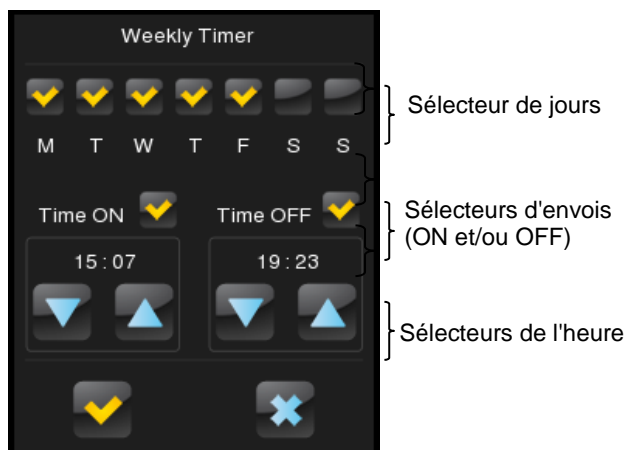 Weekly Timer
M T W T F S S
Sélecteur de jours
Time ON Time OFF
15:07 19:23
Sélecteurs d'envois
(ON et/ou OFF)
Sélecteurs de l'heure